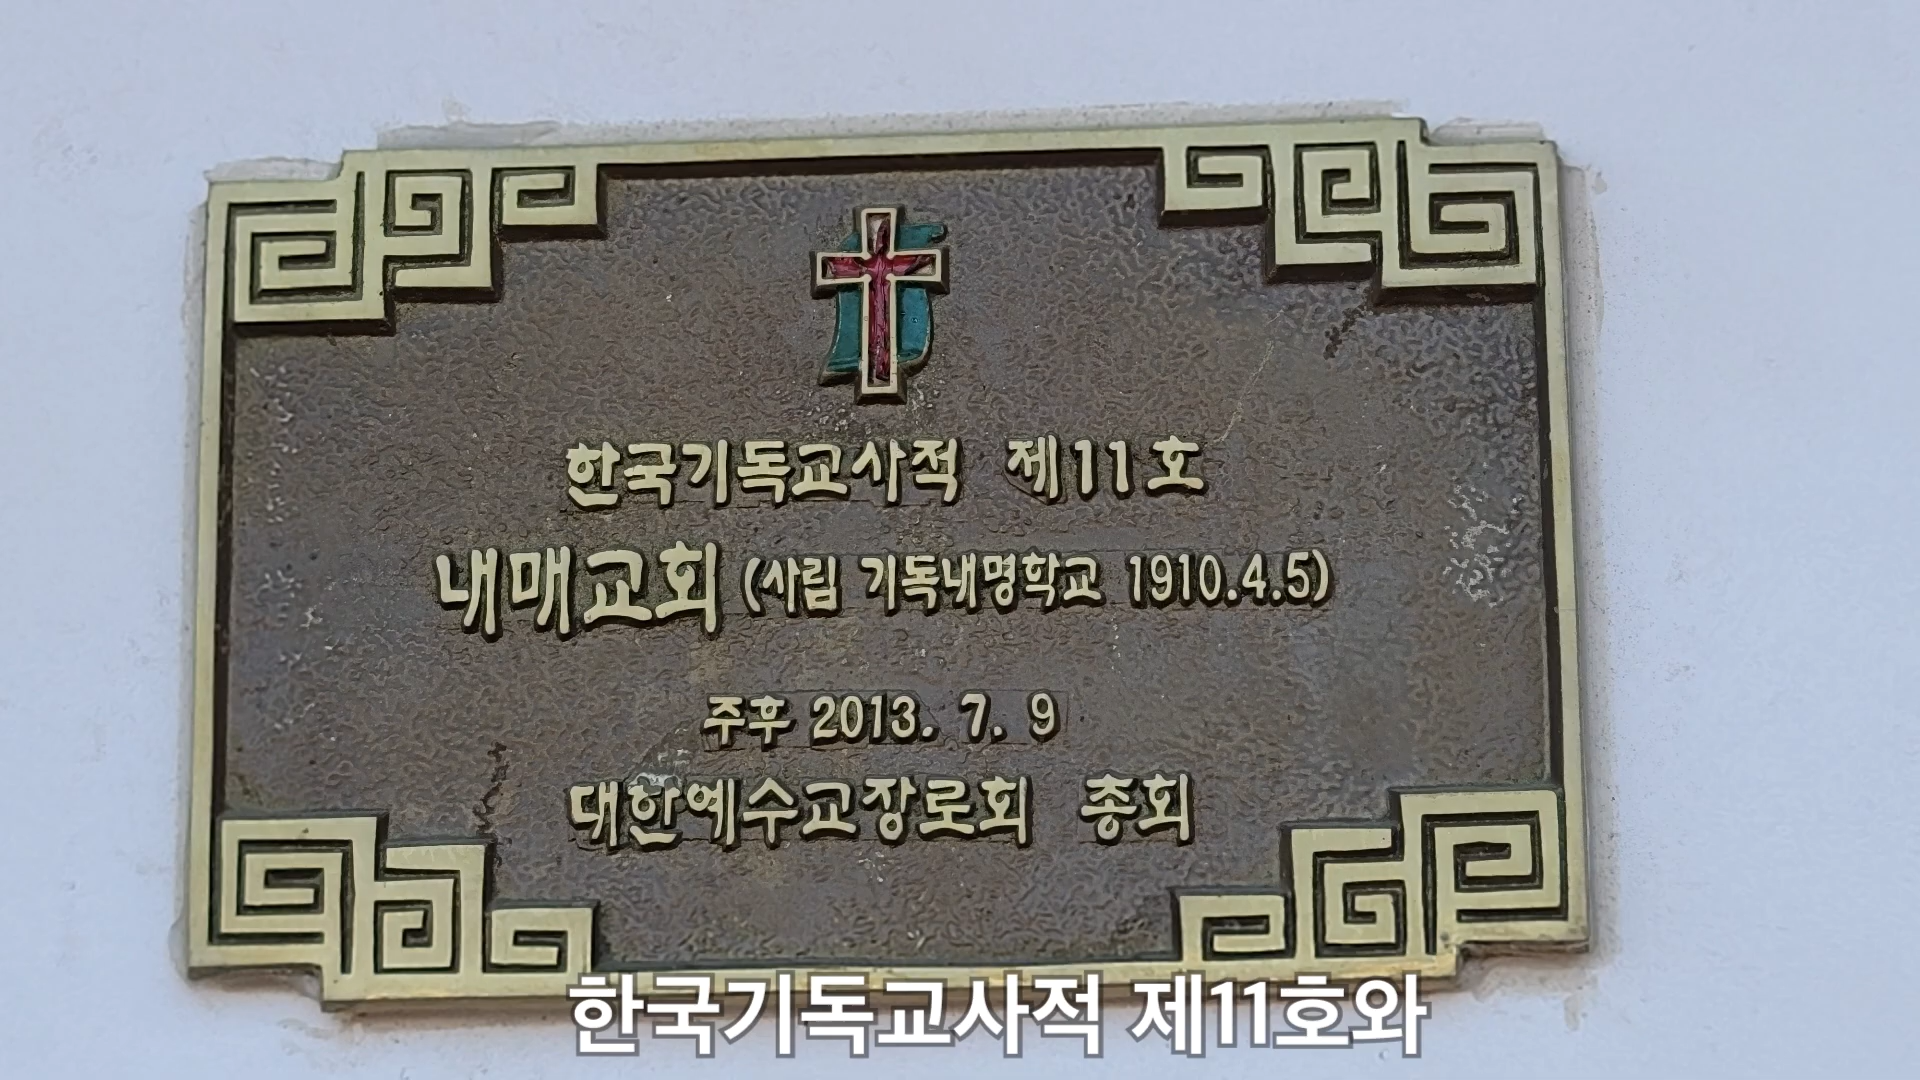 한국기독교사적 제11호
내매교회 (사림 기독내명학교 1910.4.5)
주후 2013. 7. 9
대한예수교장로회 총회
한국기독교사적 제11호와